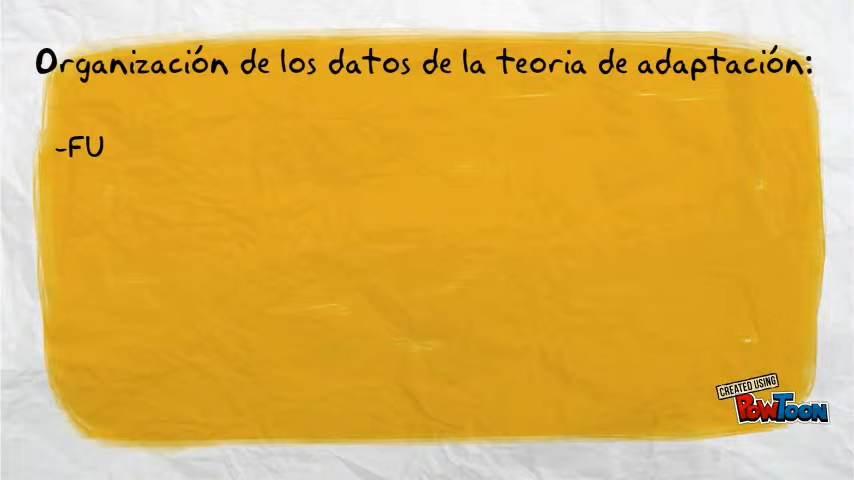 Organización de los datos de la teoria de adaptación:
-FU
CREATED USING
POWTOON